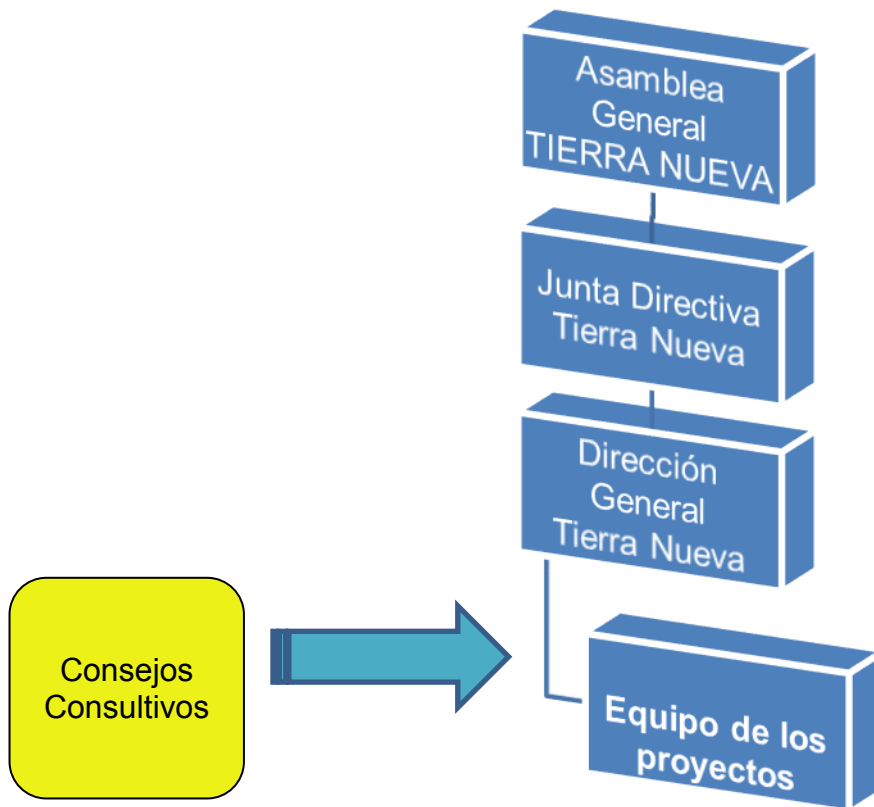 Asamblea
General
TIERRA NUEVA
Junta Directiva
Tierra Nueva
Dirección
General
Tierra Nueva
Consejos
Consultivos
Equipo de los
proyectos